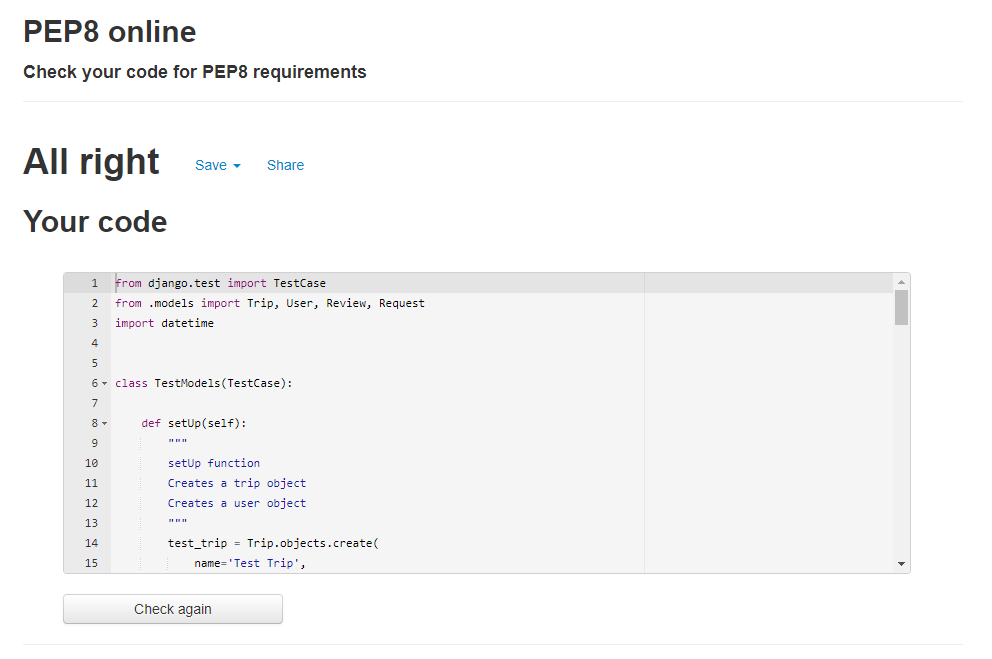 PEP8 online
Check your code for PEP8 requirements
All right Save Share
Your code
1 from django.test import TestCase
2 from .models import Trip, User, Review, Request
3 import datetime
4
5
6 class TestModels(TestCase):
7
8 def setUp(self):
9 """
10 setUp function
11 Creates a trip object
12 Creates a user object
13 """
14 test_trip = Trip.objects.create(
15 name='Test Trip',
Check again